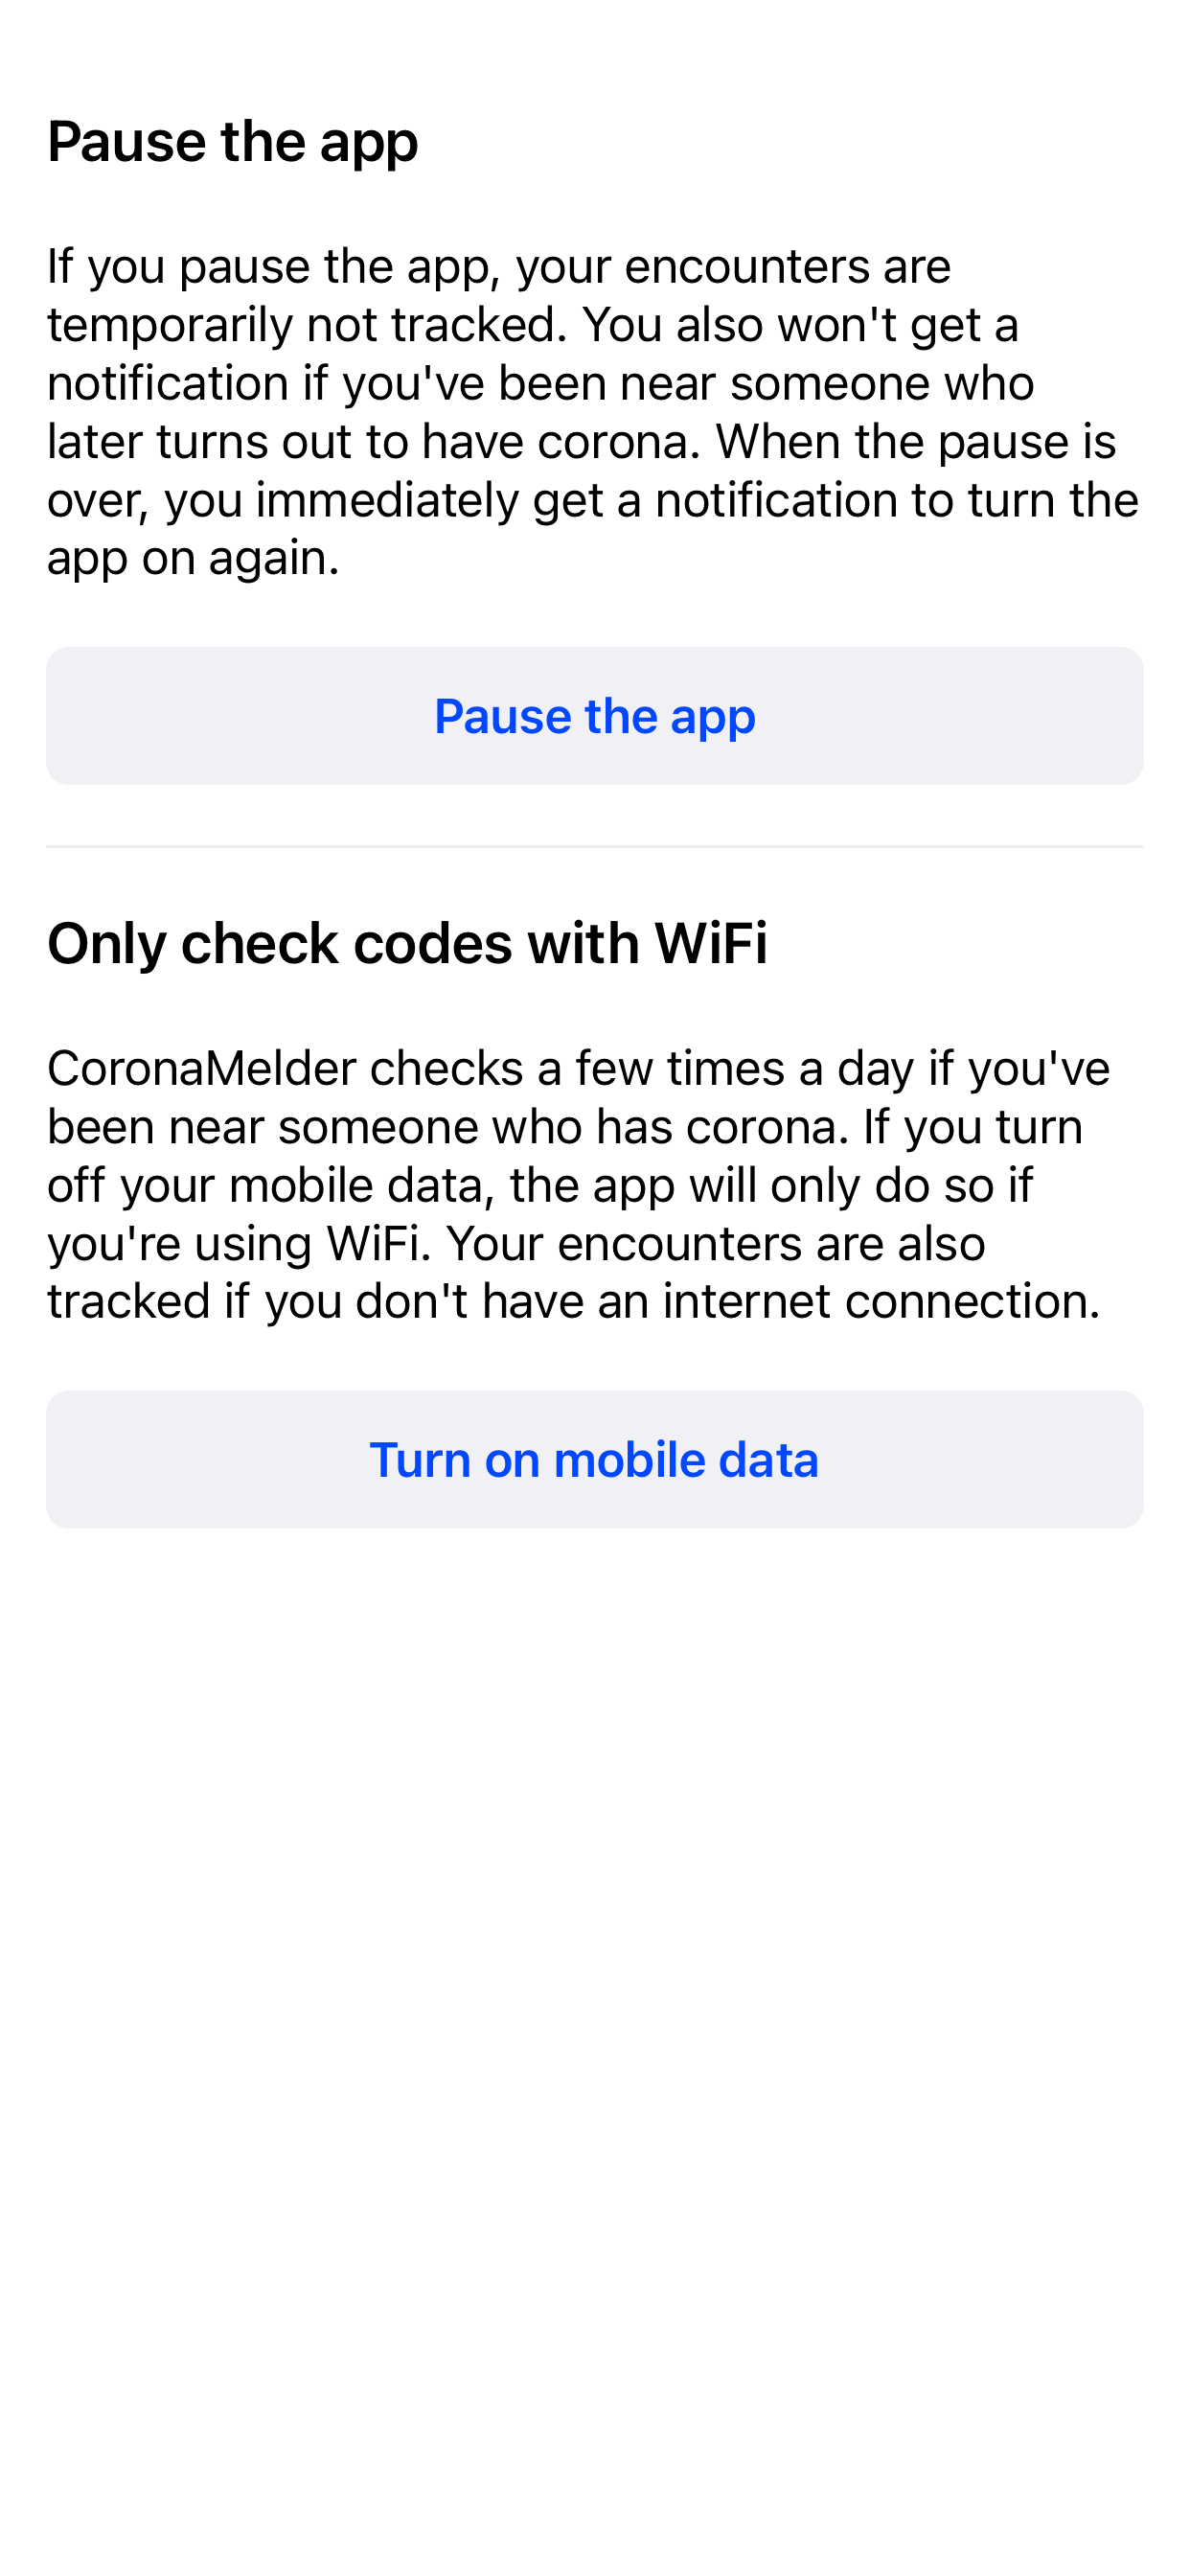 Pause the app
If you pause the app, your encounters are
temporarily not tracked. You also won't get a
notification if you've been near someone who
later turns out to have corona. When the pause is
over, you immediately get a notification to turn the
app on again.
Pause the app
Only check codes with WiFi
CoronaMelder checks a few times a day if you've
been near someone who has corona. If you turn
off your mobile data, the app will only do so if
you're using WiFi. Your encounters are also
tracked if you don't have an internet connection.
Turn on mobile data